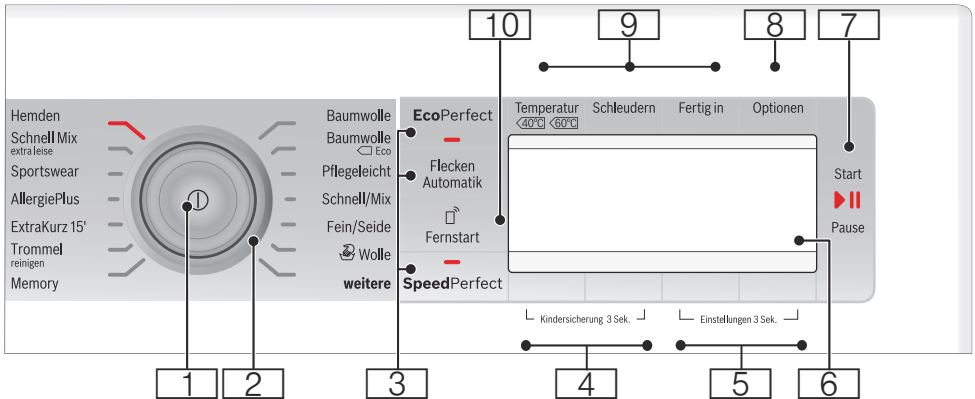 10
9
8
7
Hemden
Schnell Mix
extra leise
Sportswear
AllergiePlus
ExtraKurz 15'
Trommel
reinigen
Memory
Baumwolle
Baumwolle
Eco
Pflegeleicht
Schnell/Mix
Fein/Seide
Wolle
weitere
EcoPerfect
Flecken
Automatik
Fernstart
SpeedPerfect
Temperatur
40°C 60°C
Schleudern
Fertig in
Optionen
Start
Pause
Kindersicherung 3 Sek.
Einstellungen 3 Sek.
1
2
3
4
5
6